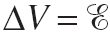 ΔV = ℰ